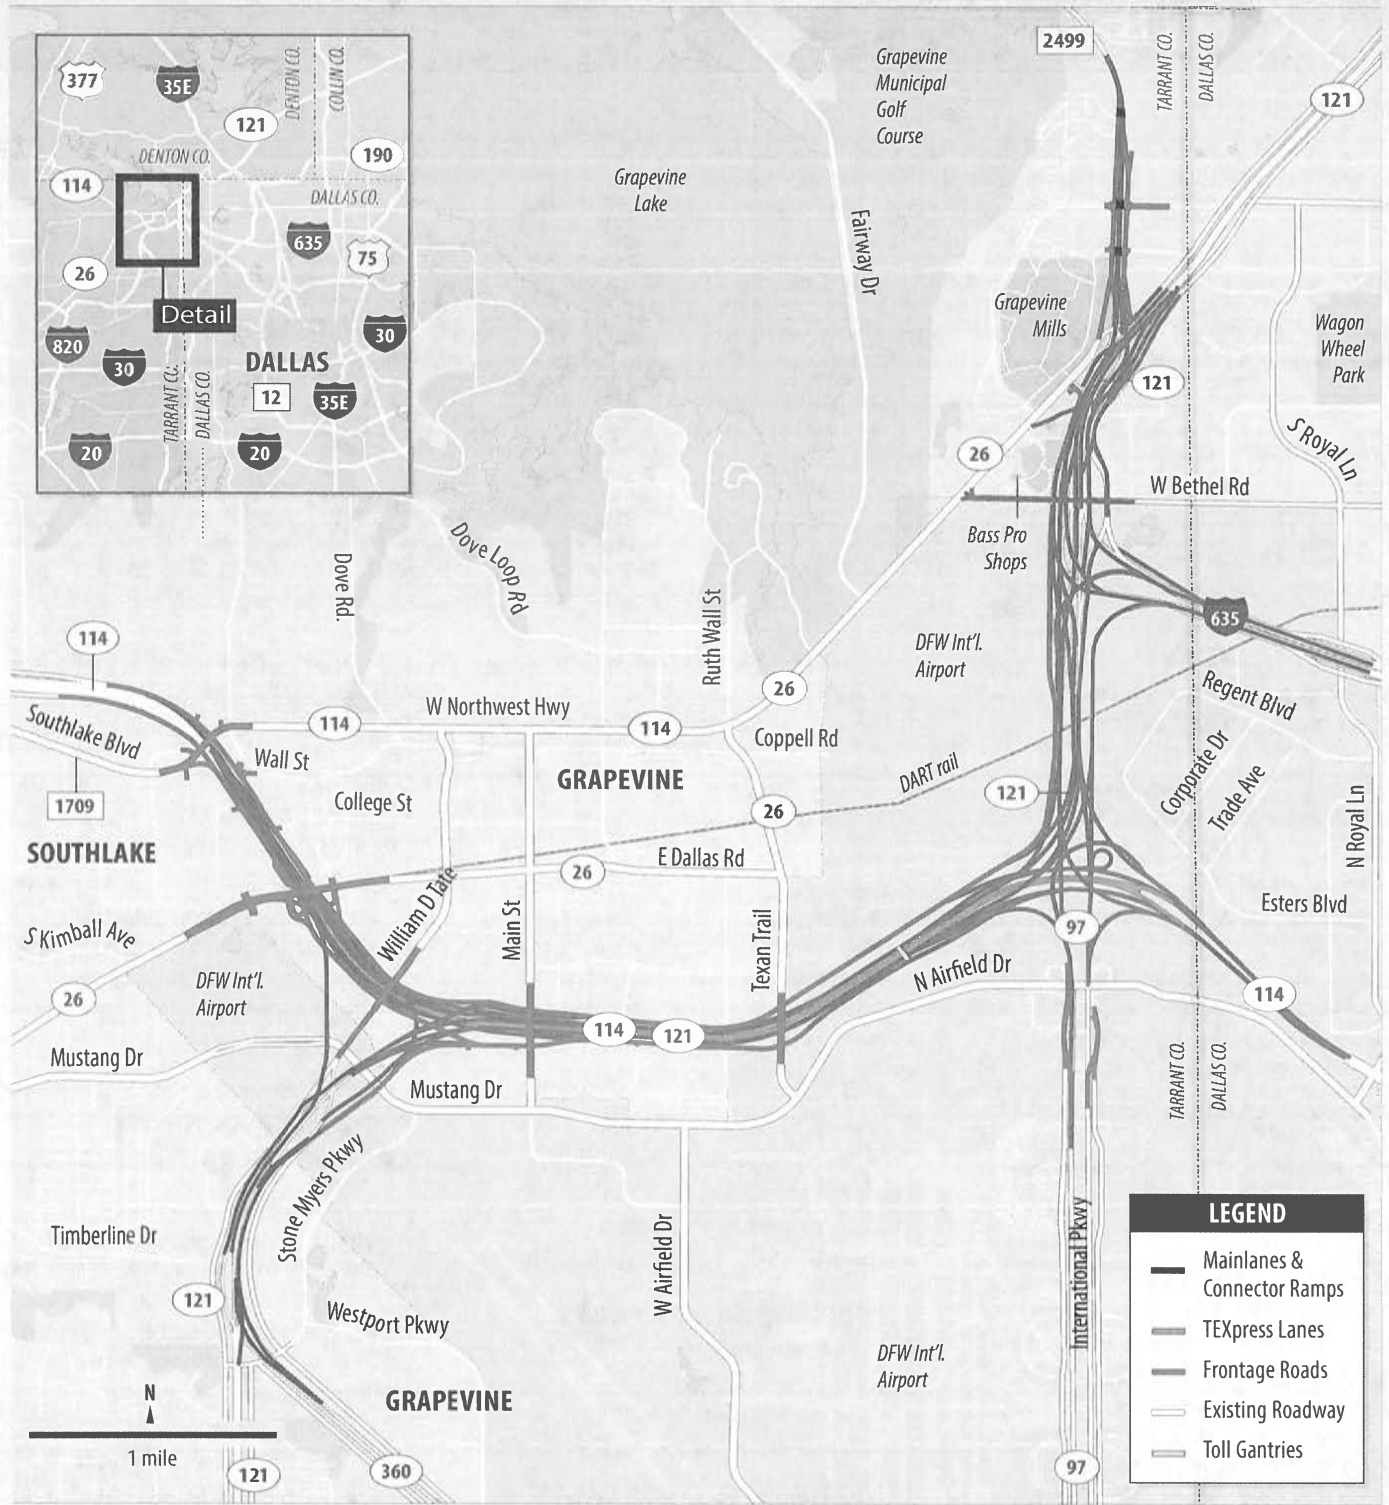 377
35E
DENTON CO.
COLLIN CO.
121
190
DENTON CO.
114
DALLAS CO.
635
75
26
Detail
820
30
30
DALLAS
12
35E
TARRANT CO.
DALLAS CO.
20
20
2499
Grapevine
Municipal
Golf
Course
TARRANT CO.
DALLAS CO.
121
Grapevine
Lake
Fairway Dr
Grapevine
Mills
Wagon
Wheel
Park
121
26
S Royal Ln
W Bethel Rd
Bass Pro
Shops
Dove Rd.
Dove Loop Rd
Ruth Wall St
635
DFW Int'l.
Airport
114
26
Regent Blvd
Southlake Blvd
114
W Northwest Hwy
114
Coppell Rd
Wall St
GRAPEVINE
DART rail
Corporate Dr
Trade Ave
1709
College St
26
121
N Royal Ln
SOUTHLAKE
E Dallas Rd
26
William D Tate
Main St
Texan Trail
Esters Blvd
S Kimball Ave
97
26
DFW Int'l.
Airport
N Airfield Dr
114
114
121
Mustang Dr
Mustang Dr
TARRANT CO.
DALLAS CO.
Stone Myers Pkwy
Timberline Dr
W Airfield Dr
International Pkwy
121
Westport Pkwy
DFW Int'l.
Airport
GRAPEVINE
N
1 mile
121
360
97
LEGEND
Mainlanes &
Connector Ramps
TEXpress Lanes
Frontage Roads
Existing Roadway
Toll Gantries